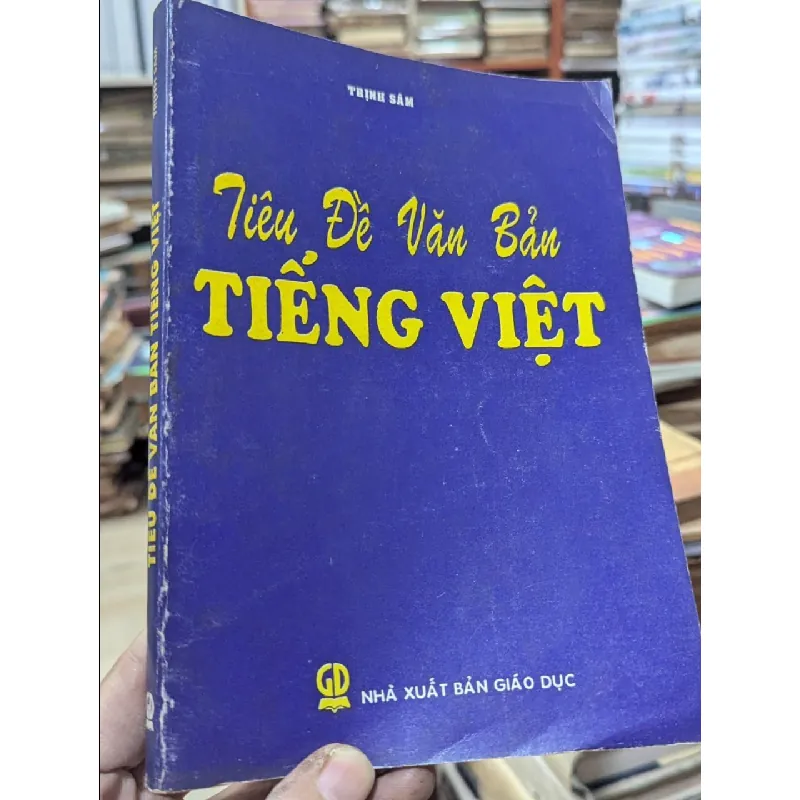 TRỊNH SÂM
Tiêu Đề Văn Bản
TIẾNG VIỆT
GD
NHÀ XUẤT BẢN GIÁO DỤC
TIÊU ĐỀ VĂN BẢN TIẾNG VIỆT